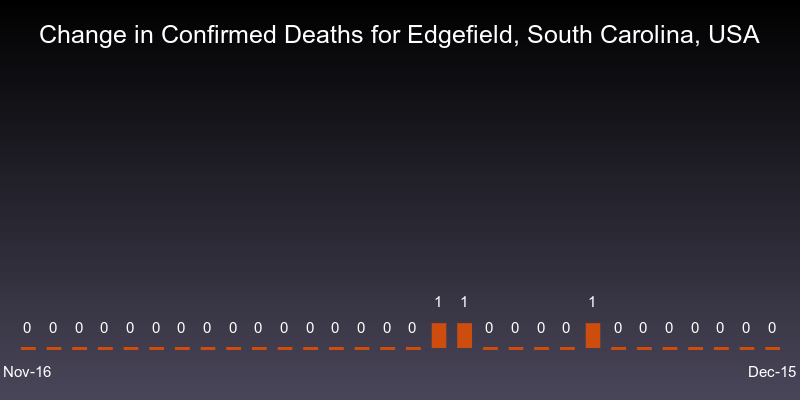 Change in Confirmed Deaths for Edgefield, South Carolina, USA
1 1 1
0 0 0 0 0 0 0 0 0 0 0 0 0 0 0 0 0 0 0 0 0 0 0 0 0 0 0
Nov-16 Dec-15